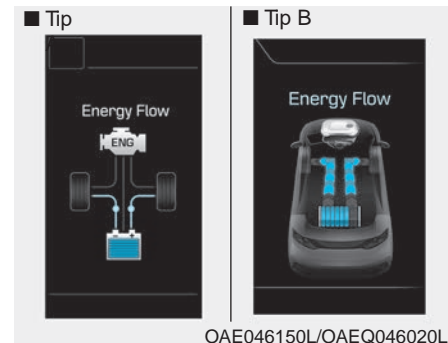 ■ Tip
■ Tip B
Energy Flow
ENG
Energy Flow
OAE046150L/OAEQ046020L